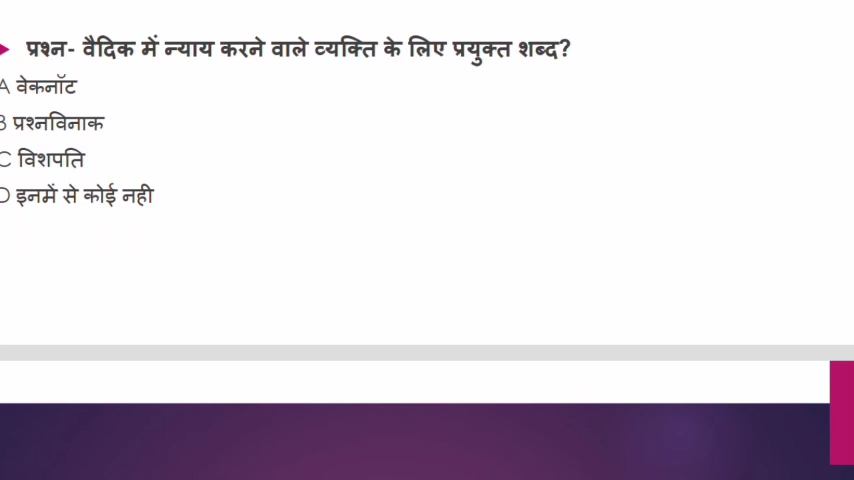 प्रश्न- वैदिक में न्याय करने वाले व्यक्ति के लिए प्रयुक्त शब्द?
A वेकनॉट
B प्रश्नविनाक
C विशपति
D इनमें से कोई नही